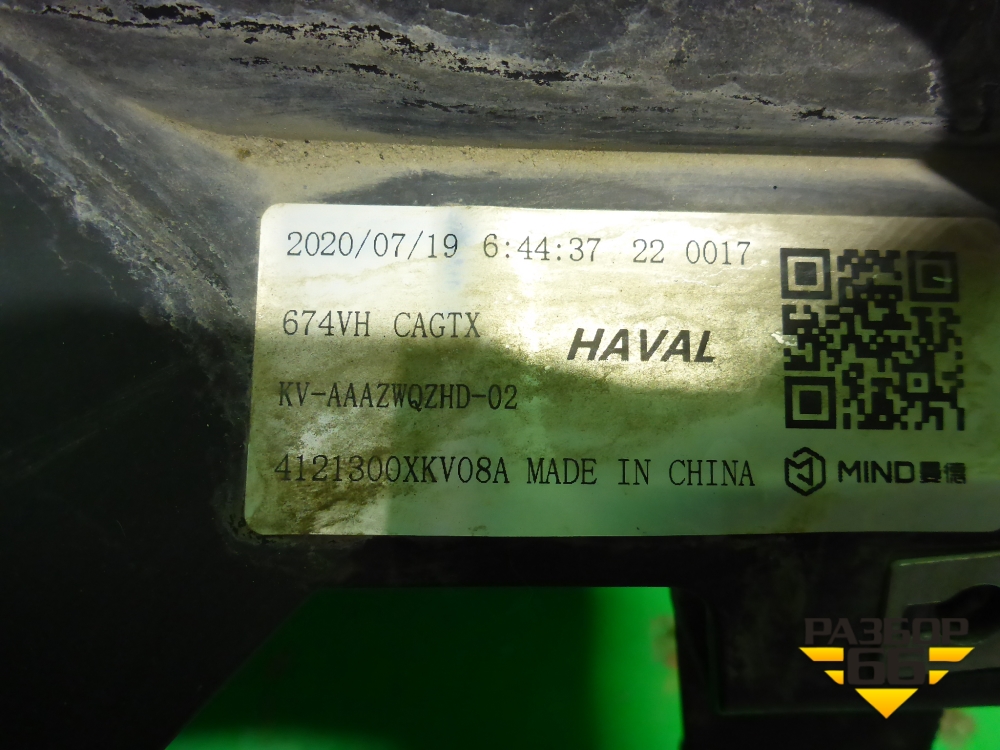 2020/07/19 6:44:37 22 0017
674VH CAGTX
HAVAL
KV-AAAZWQZHD-02
4121300XKV08A MADE IN CHINA
MIND曼德
РАЗБОР
66